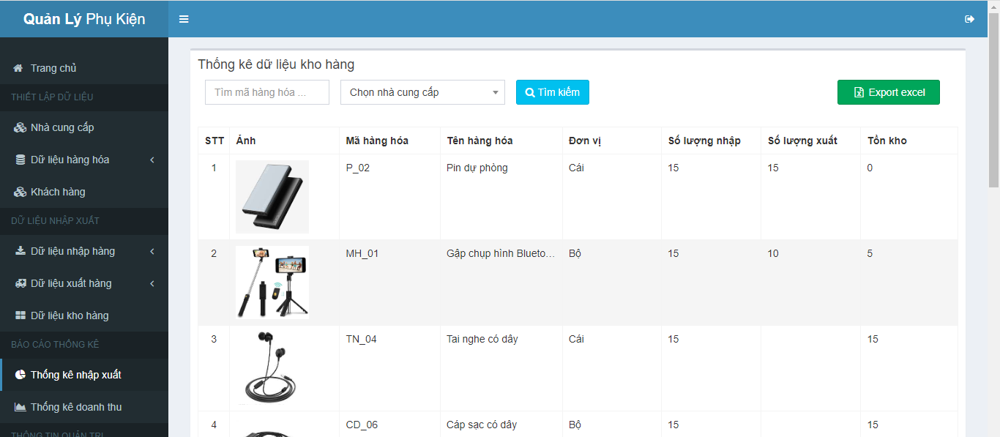 Quản Lý Phụ Kiện
Trang chủ
THIẾT LẬP DỮ LIỆU
Nhà cung cấp
Dữ liệu hàng hóa
Khách hàng
DỮ LIỆU NHẬP XUẤT
Dữ liệu nhập hàng
Dữ liệu xuất hàng
Dữ liệu kho hàng
BÁO CÁO THỐNG KÊ
Thống kê nhập xuất
Thống kê doanh thu
THÔNG TIN QUẢN TRỊ
Thống kê dữ liệu kho hàng
Tìm mã hàng hóa ... Chọn nhà cung cấp Tìm kiếm Export excel
STT Ảnh Mã hàng hóa Tên hàng hóa Đơn vị Số lượng nhập Số lượng xuất Tồn kho
1 P_02 Pin dự phòng Cái 15 15 0
2 MH_01 Gập chụp hình Blueto... Bộ 15 10 5
3 TN_04 Tai nghe có dây Cái 15 15
4 CD_06 Cáp sạc có dây Bộ 15 15